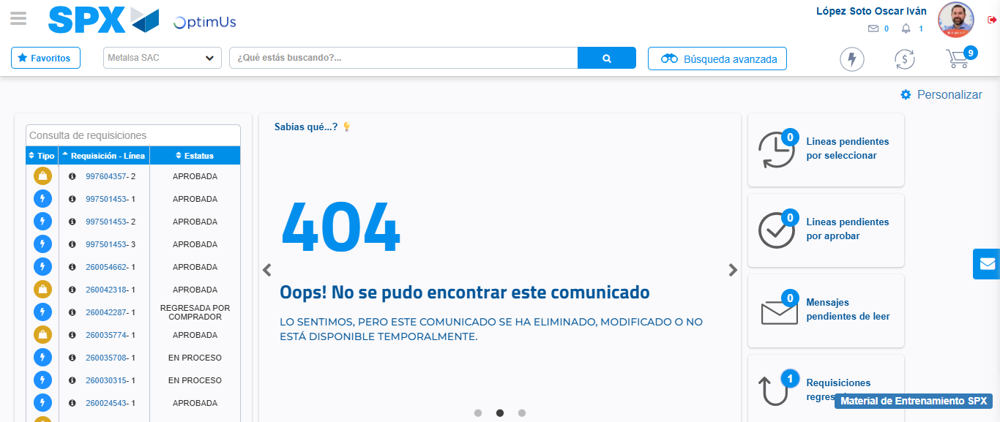 López Soto Oscar Iván
SPX OptimUs
0 1
Favoritos Metalsa SAC ¿Qué estás buscando?... Búsqueda avanzada $ 9
Personalizar
Consulta de requisiciones
Tipo Requisición - Línea Estatus
997604357- 2 APROBADA
997501453- 1 APROBADA
997501453- 2 APROBADA
997501453- 3 APROBADA
260054662- 1 APROBADA
260042318- 1 APROBADA
260042287- 1 REGRESADA POR
COMPRADOR
260035774- 1 APROBADA
260035708- 1 EN PROCESO
260030315- 1 EN PROCESO
260024543- 1 APROBADA
Sabías qué...?
404
Oops! No se pudo encontrar este comunicado
LO SENTIMOS, PERO ESTE COMUNICADO SE HA ELIMINADO, MODIFICADO O NO
ESTÁ DISPONIBLE TEMPORALMENTE.
0
Lineas pendientes
por seleccionar
0
Lineas pendientes
por aprobar
0
Mensajes
pendientes de leer
1
Requisiciones
Material de Entrenamiento SPX